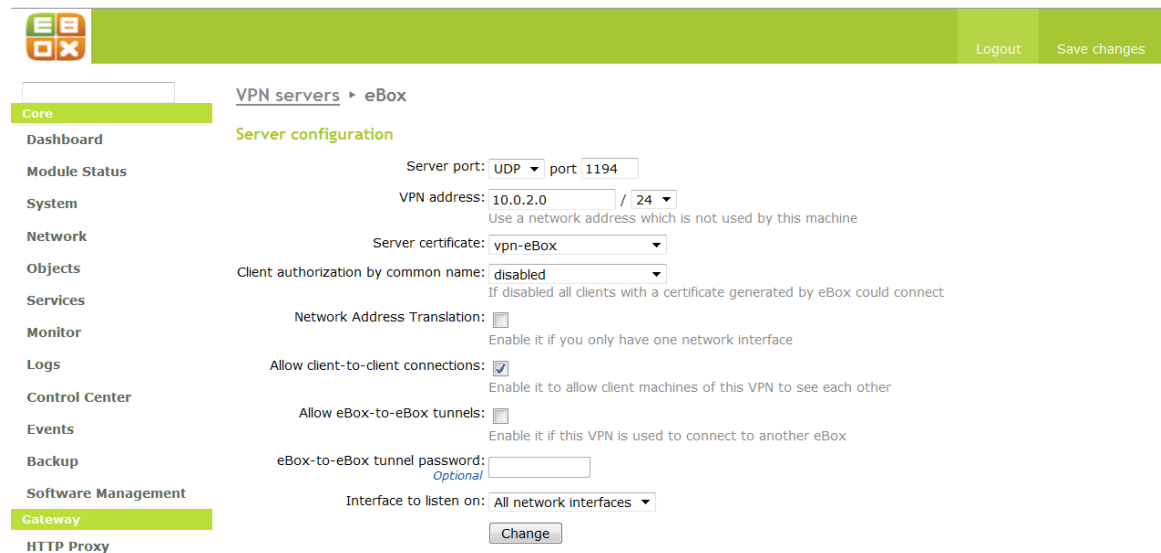 EBOX
Logout Save changes
VPN servers ▸ eBox
Core
Server configuration
Dashboard
Server port: UDP port 1194
Module Status
VPN address: 10.0.2.0 / 24
System
Use a network address which is not used by this machine
Network
Server certificate: vpn-eBox
Objects
Client authorization by common name: disabled
If disabled all clients with a certificate generated by eBox could connect
Services
Network Address Translation:
Monitor
Enable it if you only have one network interface
Logs
Allow client-to-client connections:
Enable it to allow client machines of this VPN to see each other
Control Center
Allow eBox-to-eBox tunnels:
Events
Enable it if this VPN is used to connect to another eBox
Backup
eBox-to-eBox tunnel password:
Optional
Software Management
Interface to listen on: All network interfaces
Gateway
Change
HTTP Proxy